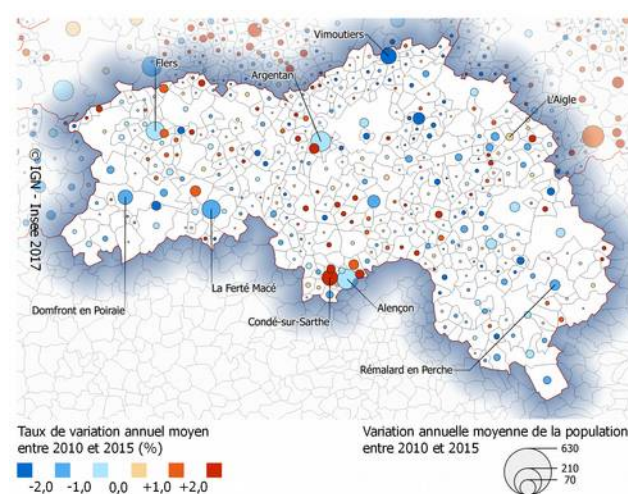 Vimoutiers
Flers
Argentan
L'Aigle
© IGN - Insee 2017
La Ferté Macé
Domfront en Poiraie
Alençon
Condé-sur-Sarthe
Rémalard en Perche
Taux de variation annuel moyen
entre 2010 et 2015 (%)
-2,0 -1,0 0,0 +1,0 +2,0
Variation annuelle moyenne de la population
entre 2010 et 2015
630
210
70